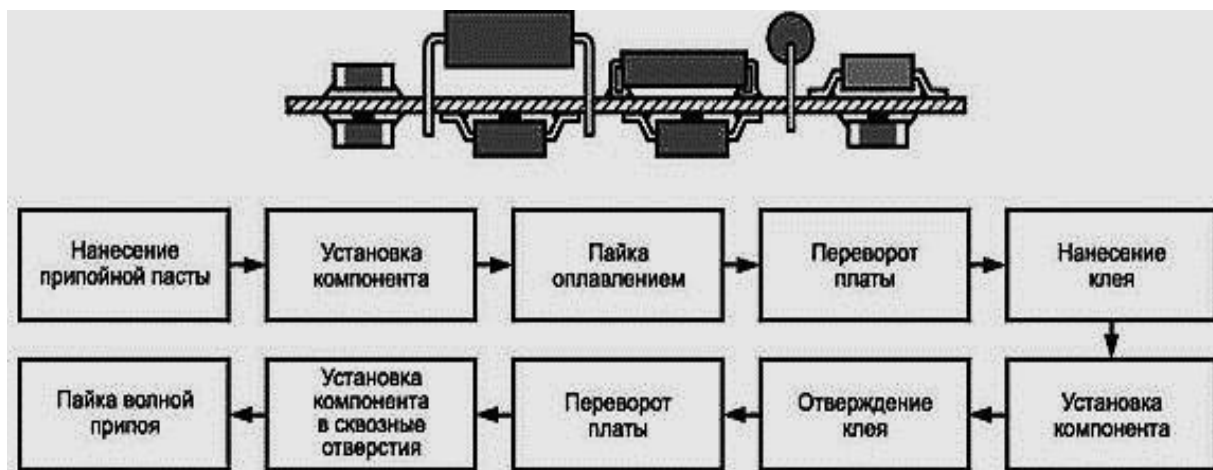 Нанесение
припойной пасты
Установка
компонента
Пайка
оплавлением
Переворот
платы
Нанесение
клея
Установка
компонента
Отверждение
клея
Переворот
платы
Установка
компонента
в сквозные
отверстия
Пайка волной
припоя